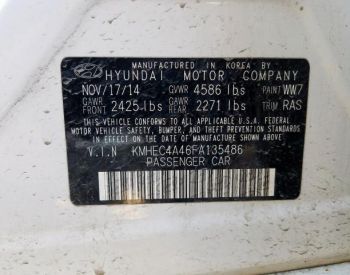 MANUFACTURED IN KOREA BY
HYUNDAI MOTOR COMPANY
NOV/17/14 GVWR 4586 lbs PAINT WW7
GAWR FRONT 2425 lbs GAWR REAR 2271 lbs TRIM RAS
THIS VEHICLE CONFORMS TO ALL APPLICABLE
U.S. FEDERAL MOTOR VEHICLE SAFETY,
BUMPER, AND THEFT PREVENTION
STANDARDS IN EFFECT ON THE DATE OF
MANUFACTURE SHOWN ABOVE.
V.I.N KMHEC4A46FA135486
PASSENGER CAR